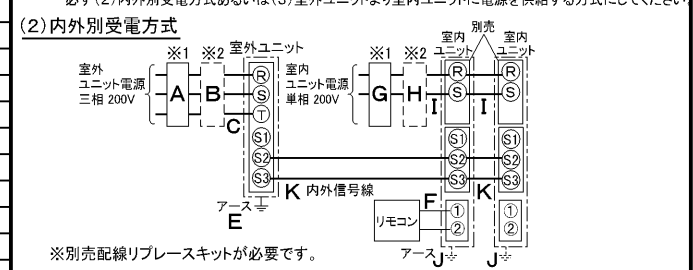 必ず(2)内外別受電方式あるいは(3)室外ユニットより室内ユニットに電源を供給する方式にしてください。
(2)内外別受電方式
※1 ※2 室外ユニット
室外
ユニット電源
三相 200V
A B C
R
S
T
S1
S2
S3
アース
E
K 内外信号線
※1 ※2
室内
ユニット電源
単相 200V
G H I I
別売
室内
ユニット
室内
ユニット
R
S
S1
S2
S3
R
S
S1
S2
S3
K
F
リモコン
①
②
①
②
アース J J
※別売配線リプレースキットが必要です。